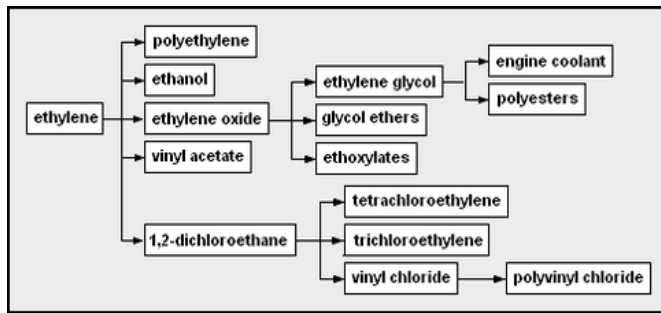 polyethylene
engine coolant
ethanol
ethylene glycol
polyesters
ethylene
ethylene oxide
glycol ethers
vinyl acetate
ethoxylates
tetrachloroethylene
1,2-dichloroethane
trichloroethylene
vinyl chloride
polyvinyl chloride